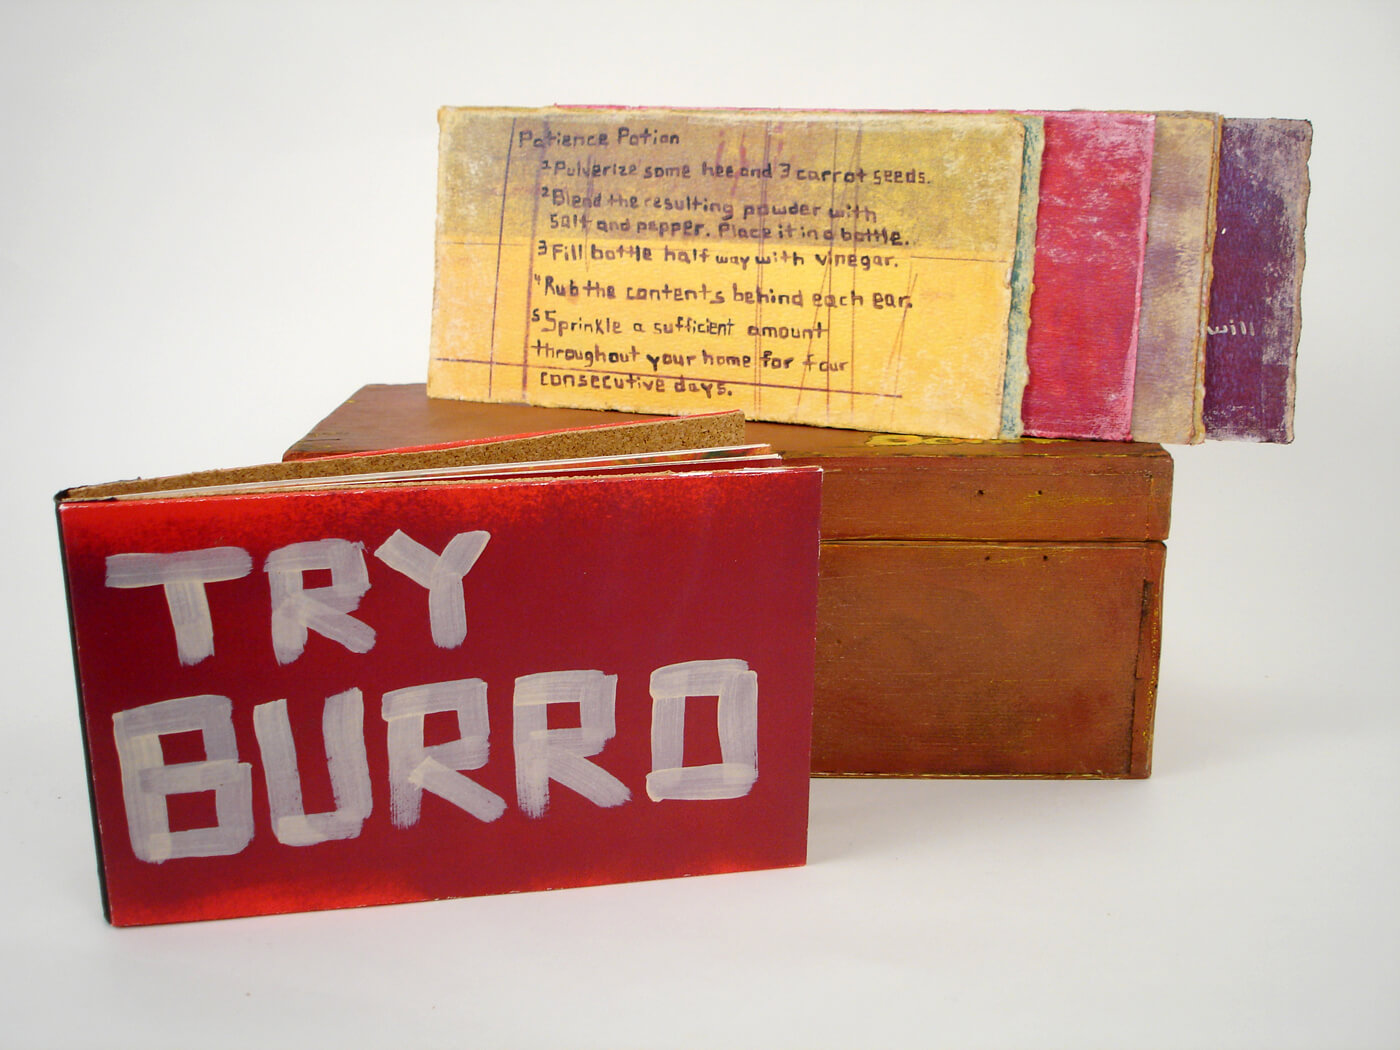 Patience Potion
1 Pulverize some hee and 3 carrot seeds.
2 Blend the resulting powder with
salt and pepper. Place it in a bottle.
3 Fill bottle half way with vinegar.
4 Rub the contents behind each ear.
5 Sprinkle a sufficient amount
throughout your home for four
consecutive days.
will
TRY
BURRO